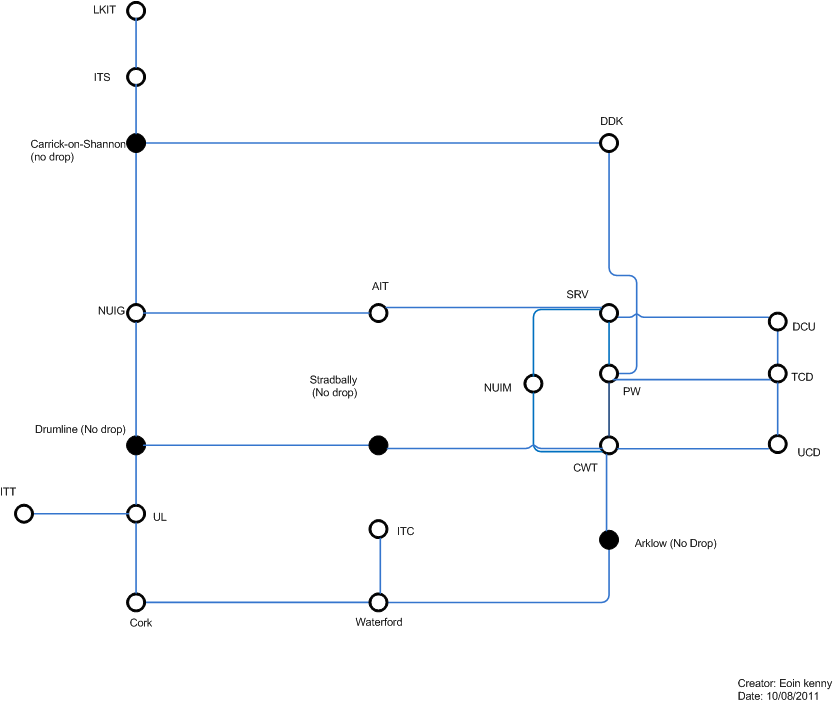 LKIT
ITS
DDK
Carrick-on-Shannon
(no drop)
AIT
SRV
NUIG
DCU
Stradbally
(No drop)
NUIM
TCD
PW
Drumline (No drop)
UCD
CWT
ITT
UL
ITC
Arklow (No Drop)
Cork
Waterford
Creator: Eoin kenny
Date: 10/08/2011